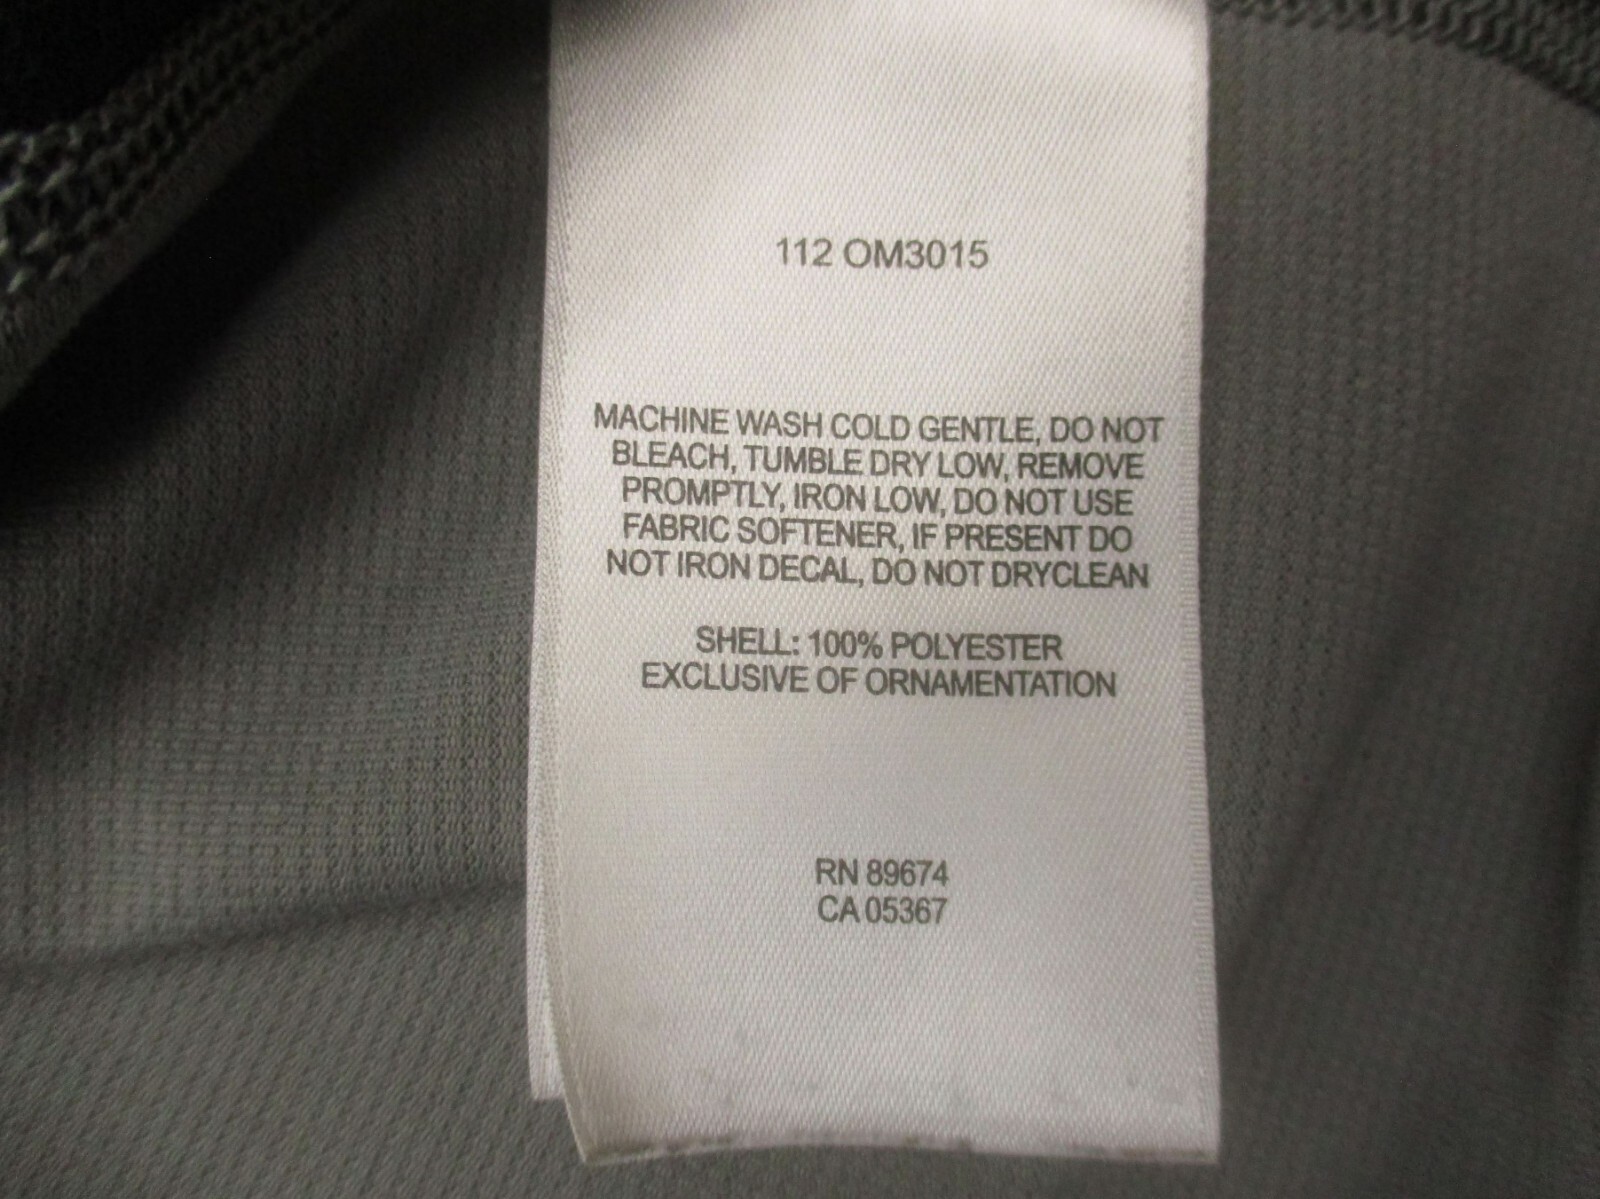 112 OM3015
MACHINE WASH COLD GENTLE, DO NOT
BLEACH, TUMBLE DRY LOW, REMOVE
PROMPTLY, IRON LOW, DO NOT USE
FABRIC SOFTENER, IF PRESENT DO
NOT IRON DECAL, DO NOT DRYCLEAN
SHELL: 100% POLYESTER
EXCLUSIVE OF ORNAMENTATION
RN 89674
CA 05367